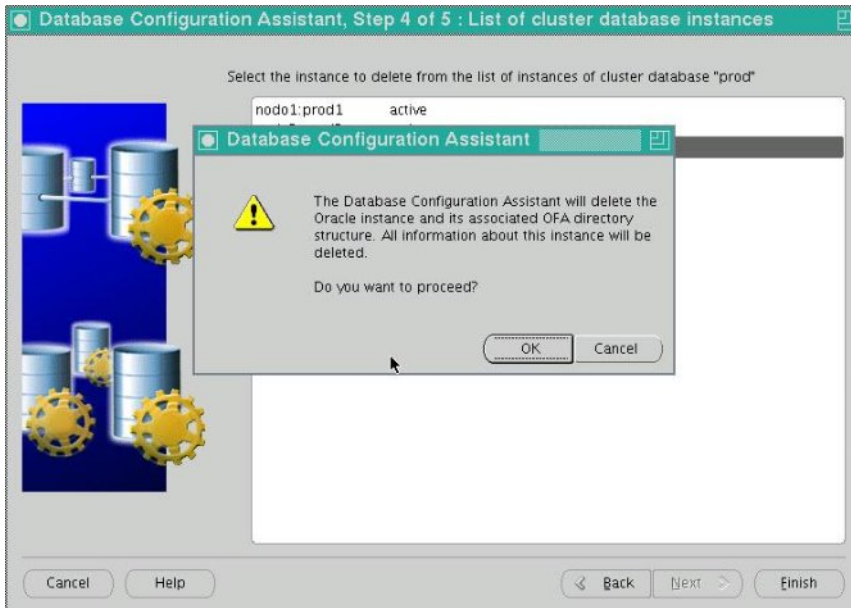 Database Configuration Assistant, Step 4 of 5 : List of cluster database instances
Select the instance to delete from the list of instances of cluster database "prod"
nodo1:prod1 active
Database Configuration Assistant
The Database Configuration Assistant will delete the
Oracle instance and its associated OFA directory
structure. All information about this instance will be
deleted.
Do you want to proceed?
OK Cancel
Cancel Help Back Next Finish